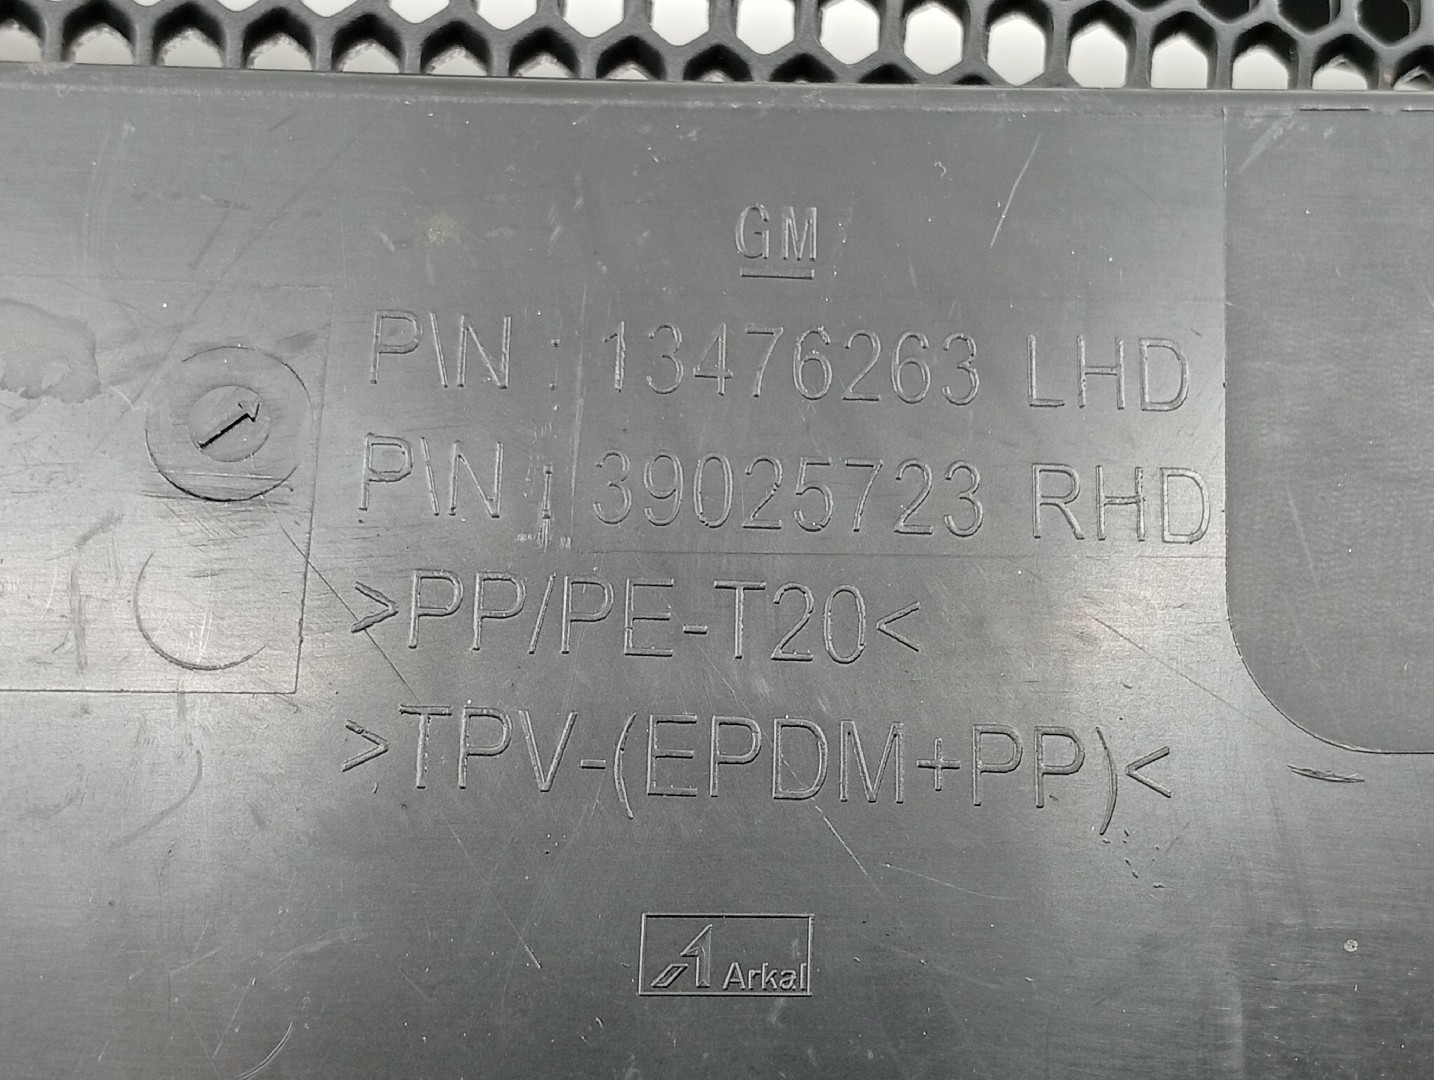 GM
P\N : 13476263 LHD
P\N : 39025723 RHD
>PP/PE-T20<
>TPV-(EPDM+PP)<
Arkal